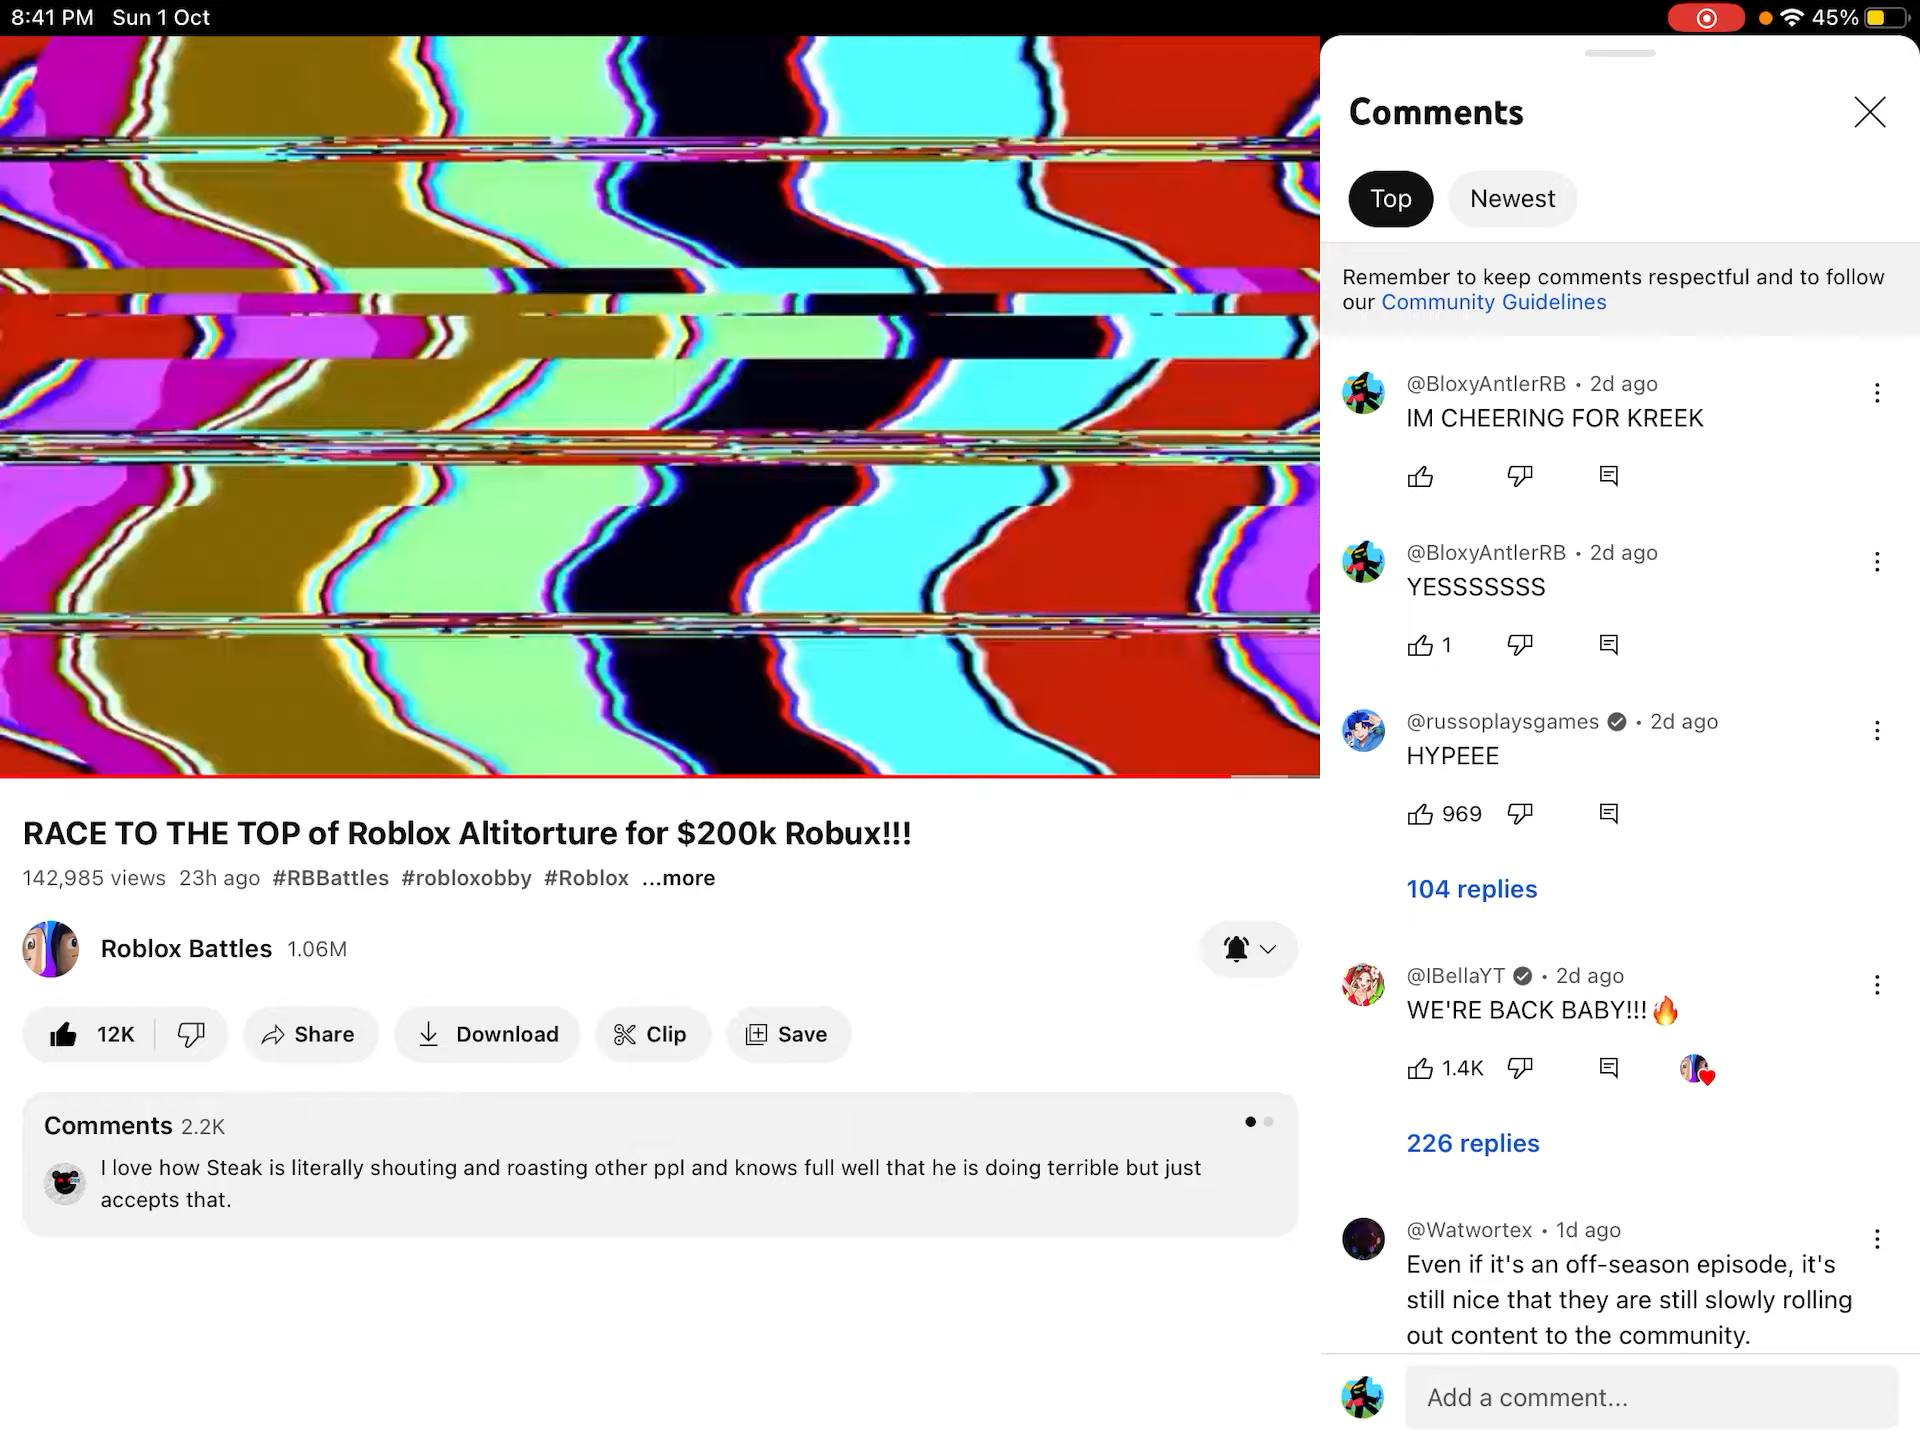 8:41 PM Sun 1 Oct
45%
RACE TO THE TOP of Roblox Altitorture for $200k Robux!!!
142,985 views 23h ago #RBBattles #robloxobby #Roblox ...more
Roblox Battles 1.06M
12K
Share
Download
Clip
Save
Comments 2.2K
I love how Steak is literally shouting and roasting other ppl and knows full well that he is doing terrible but just
accepts that.
Comments
Top
Newest
Remember to keep comments respectful and to follow
our Community Guidelines
@BloxyAntlerRB • 2d ago
IM CHEERING FOR KREEK
@BloxyAntlerRB • 2d ago
YESSSSSSS
1
@russoplaysgames • 2d ago
HYPEEE
969
104 replies
@IBellaYT • 2d ago
WE'RE BACK BABY!!!🔥
1.4K
226 replies
@Watwortex • 1d ago
Even if it's an off-season episode, it's
still nice that they are still slowly rolling
out content to the community.
Add a comment...